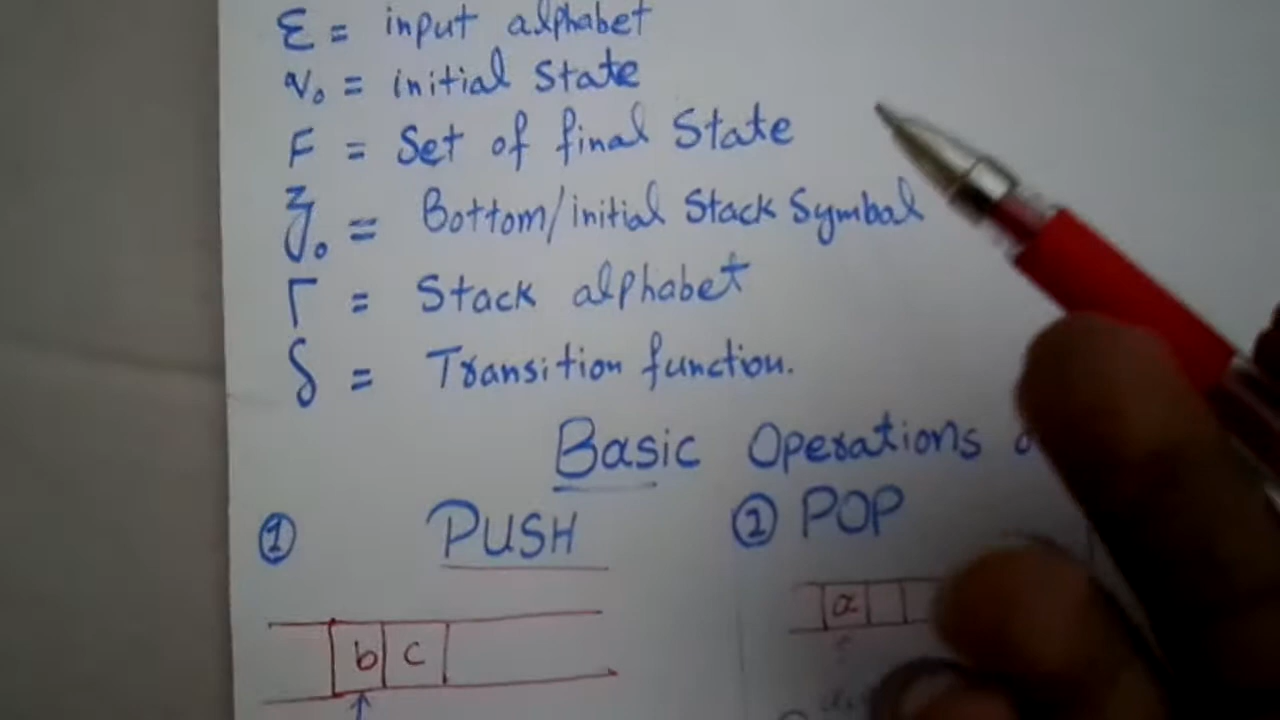 Σ = input alphabet
q₀ = initial State
F = Set of final State
z₀ = Bottom/initial Stack Symbol
Γ = Stack alphabet
δ = Transition function.
Basic Operations
① PUSH
② POP
b c
a